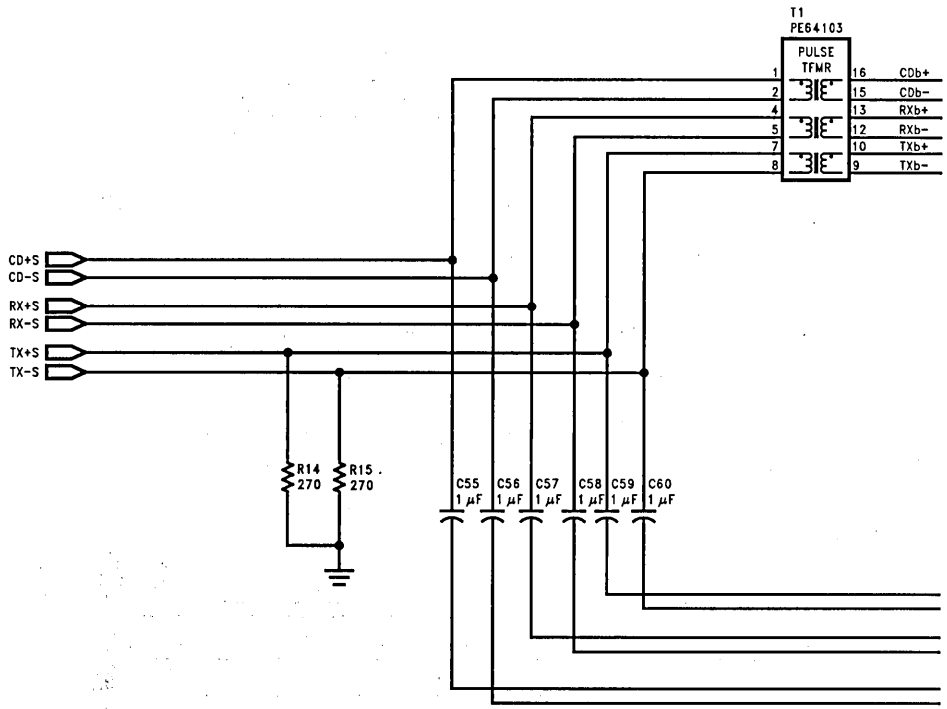 T1
PE64103
PULSE
TFMR
1 16 CDb+
2 15 CDb-
4 13 RXb+
5 12 RXb-
7 10 TXb+
8 9 TXb-
CD+S
CD-S
RX+S
RX-S
TX+S
TX-S
R14
270
R15
270
C55
1 μF
C56
1 μF
C57
1 μF
C58
1 μF
C59
1 μF
C60
1 μF